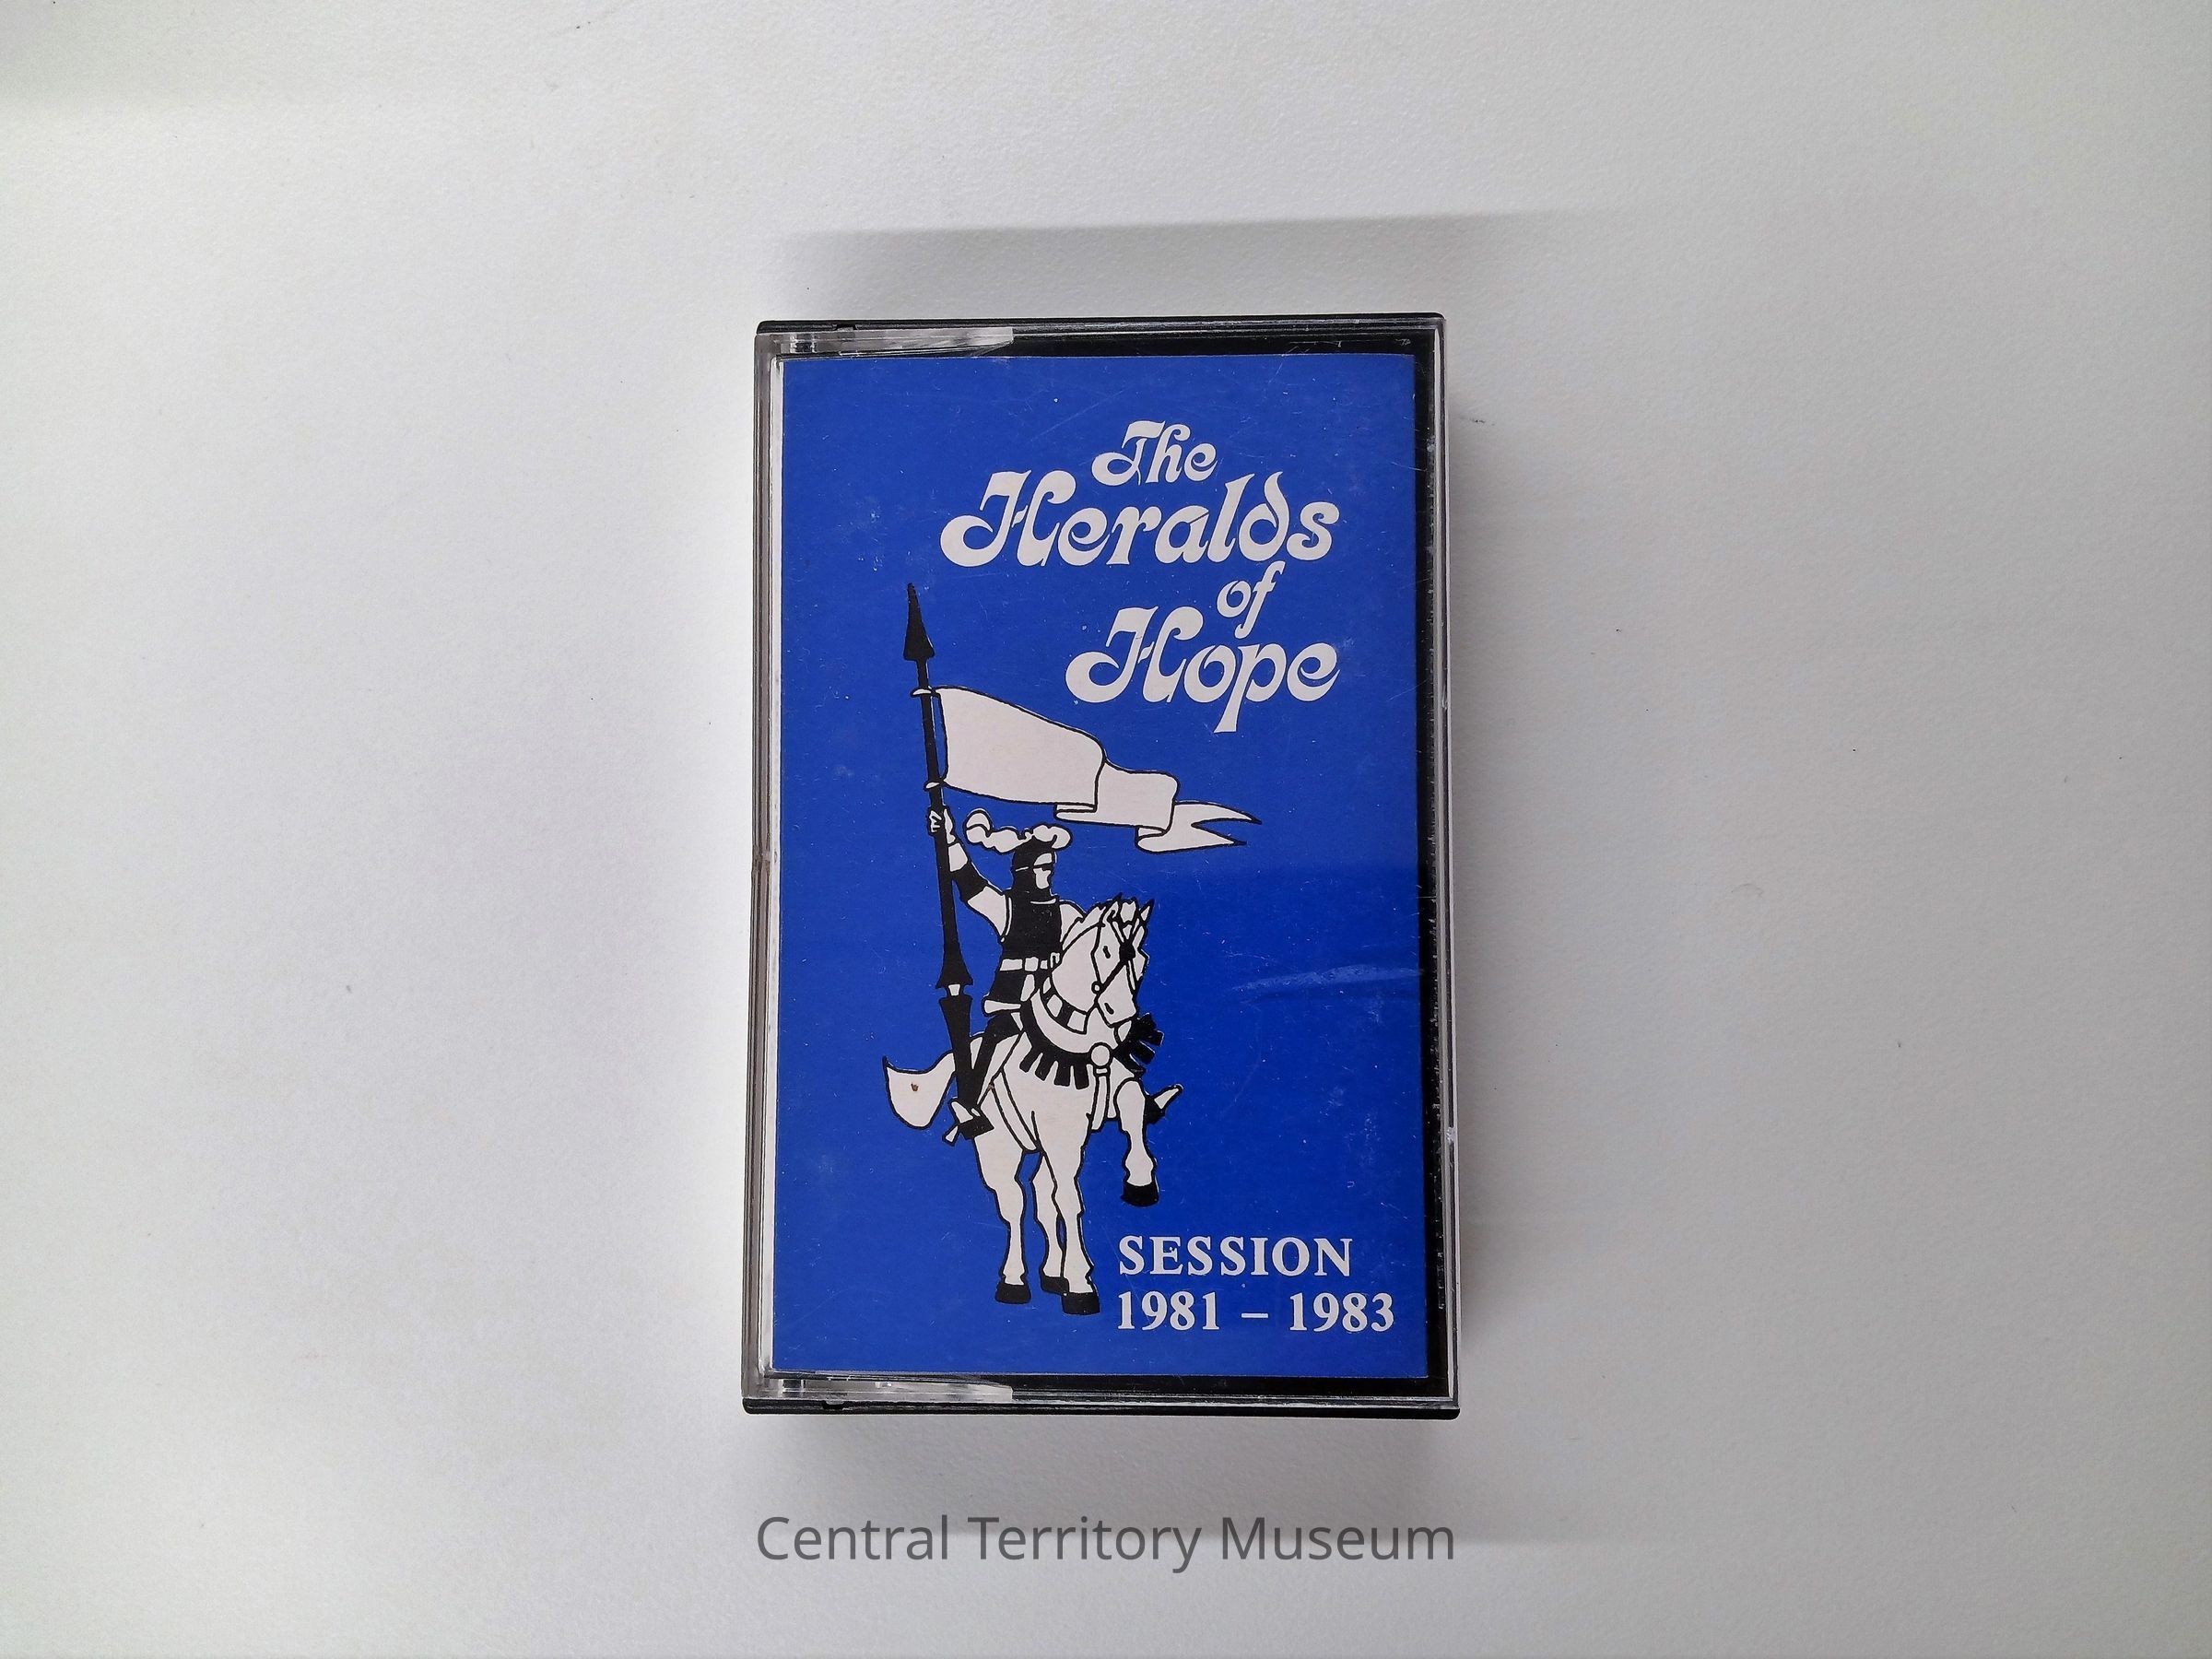 The
Heralds
of
Hope
SESSION
1981 – 1983
Central Territory Museum